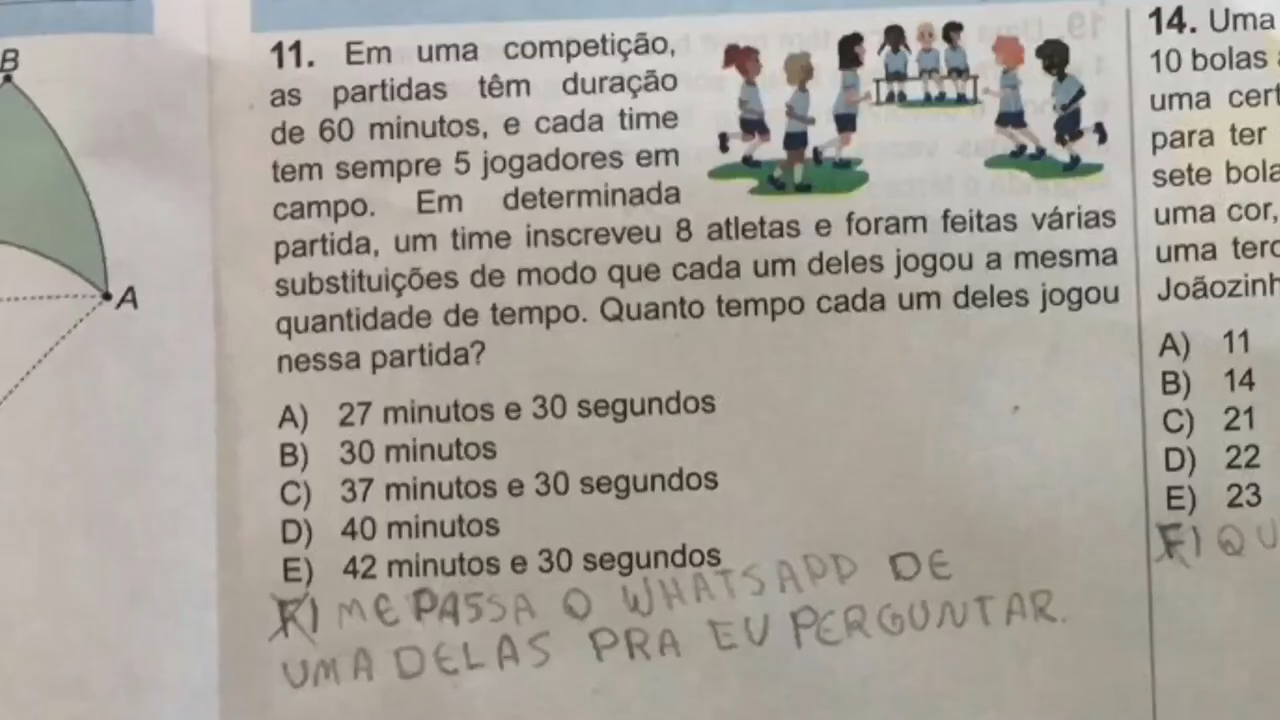 B
A
11. Em uma competição,
as partidas têm duração
de 60 minutos, e cada time
tem sempre 5 jogadores em
campo. Em determinada
partida, um time inscreveu 8 atletas e foram feitas várias
substituições de modo que cada um deles jogou a mesma
quantidade de tempo. Quanto tempo cada um deles jogou
nessa partida?
A) 27 minutos e 30 segundos
B) 30 minutos
C) 37 minutos e 30 segundos
D) 40 minutos
E) 42 minutos e 30 segundos
F) ME PASSA O WHATSAPP DE
UMA DELAS PRA EU PERGUNTAR.
14. Uma
10 bolas
uma cert
para ter
sete bola
uma cor,
uma terc
Joãozinh
A) 11
B) 14
C) 21
D) 22
E) 23
F) QU